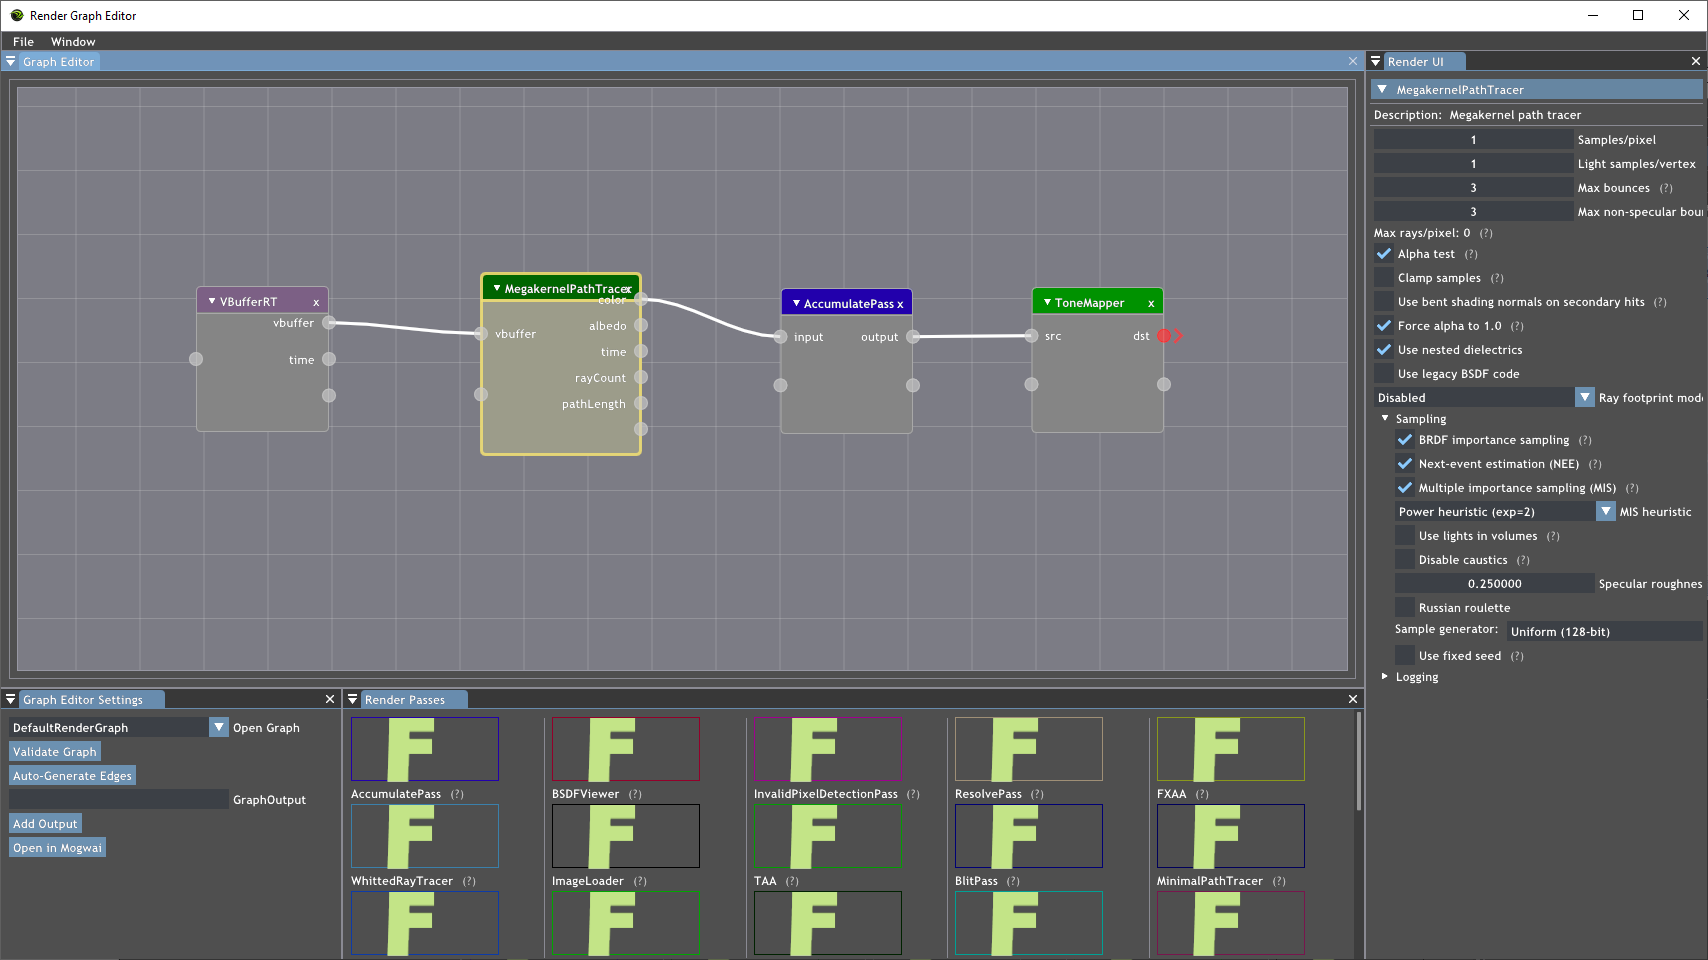 Render Graph Editor
File Window
Graph Editor
VBufferRT x
vbuffer
time
MegakernelPathTracer x
color
albedo
vbuffer
time
rayCount
pathLength
AccumulatePass x
input output
ToneMapper x
src dst
Render UI
MegakernelPathTracer
Description: Megakernel path tracer
1 Samples/pixel
1 Light samples/vertex
3 Max bounces (?)
3 Max non-specular bou
Max rays/pixel: 0 (?)
Alpha test (?)
Clamp samples (?)
Use bent shading normals on secondary hits (?)
Force alpha to 1.0 (?)
Use nested dielectrics
Use legacy BSDF code
Disabled Ray footprint mode
Sampling
BRDF importance sampling (?)
Next-event estimation (NEE) (?)
Multiple importance sampling (MIS) (?)
Power heuristic (exp=2) MIS heuristic
Use lights in volumes (?)
Disable caustics (?)
0.250000 Specular roughnes
Russian roulette
Sample generator: Uniform (128-bit)
Use fixed seed (?)
Logging
Graph Editor Settings
DefaultRenderGraph Open Graph
Validate Graph
Auto-Generate Edges
GraphOutput
Add Output
Open in Mogwai
Render Passes
F F F F F
AccumulatePass (?) BSDFViewer (?) InvalidPixelDetectionPass (?) ResolvePass (?) FXAA (?)
F F F F F
WhittedRayTracer (?) ImageLoader (?) TAA (?) BlitPass (?) MinimalPathTracer (?)
F F F F F